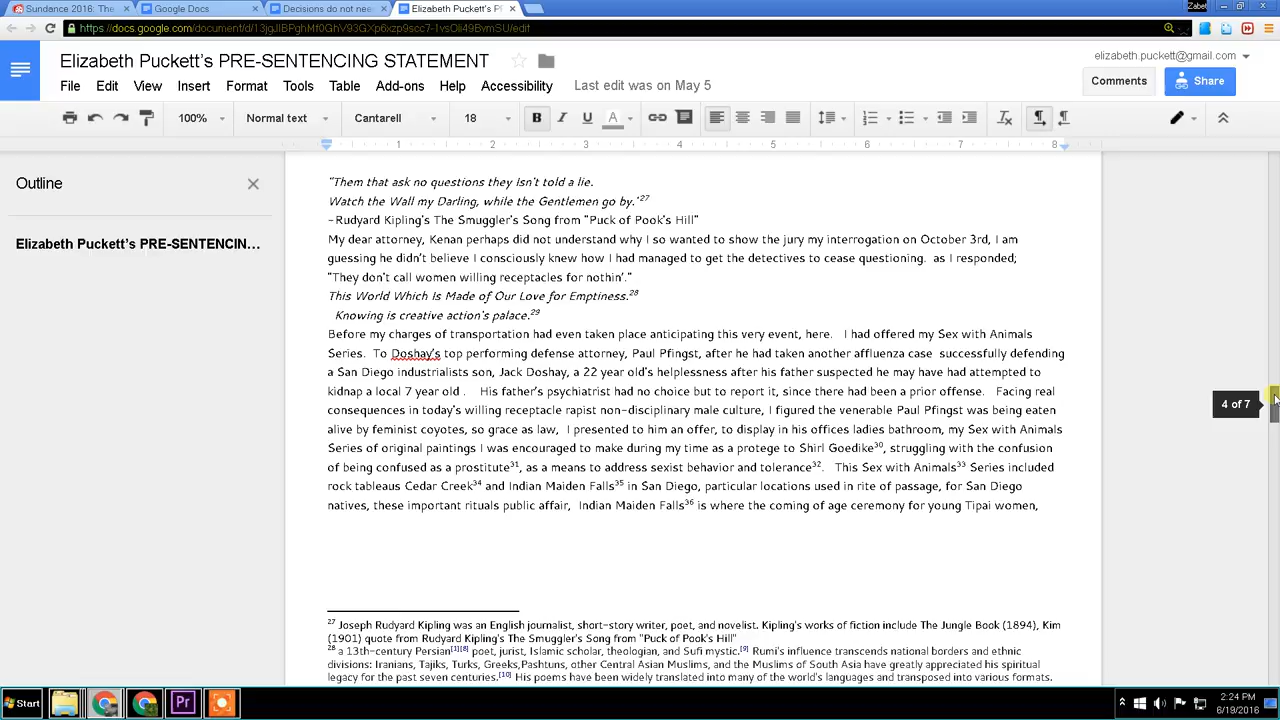 Sundance 2016: The
Google Docs
Decisions do not nee
Elizabeth Puckett's P
Zabet
https://docs.google.com/document/d/
/edit
Elizabeth Puckett's PRE-SENTENCING STATEMENT
elizabeth.puckett@gmail.com
File Edit View Insert Format Tools Table Add-ons Help Accessibility Last edit was on May 5
Comments
Share
100% Normal text Cantarell 18 B I U A
1 2 3 4 5 6 7 8
Outline
Elizabeth Puckett's PRE-SENTENCIN...
"Them that ask no questions they Isn't told a lie.
Watch the Wall my Darling, while the Gentlemen go by.'27
-Rudyard Kipling's The Smuggler's Song from "Puck of Pook's Hill"
My dear attorney, Kenan perhaps did not understand why I so wanted to show the jury my interrogation on October 3rd, I am
guessing he didn't believe I consciously knew how I had managed to get the detectives to cease questioning. as I responded;
"They don't call women willing receptacles for nothin'."
This World Which Is Made of Our Love for Emptiness.28
Knowing is creative action's palace.29
Before my charges of transportation had even taken place anticipating this very event, here. I had offered my Sex with Animals
Series. To Doshay's top performing defense attorney, Paul Pfingst, after he had taken another affluenza case successfully defending
a San Diego industrialists son, Jack Doshay, a 22 year old's helplessness after his father suspected he may have had attempted to
kidnap a local 7 year old . His father's psychiatrist had no choice but to report it, since there had been a prior offense. Facing real
consequences in today's willing receptacle rapist non-disciplinary male culture, I figured the venerable Paul Pfingst was being eaten
alive by feminist coyotes, so grace as law, I presented to him an offer, to display in his offices ladies bathroom, my Sex with Animals
Series of original paintings I was encouraged to make during my time as a protege to Shirl Goedike30, struggling with the confusion
of being confused as a prostitute31, as a means to address sexist behavior and tolerance32. This Sex with Animals33 Series included
rock tableaus Cedar Creek34 and Indian Maiden Falls35 in San Diego, particular locations used in rite of passage, for San Diego
natives, these important rituals public affair, Indian Maiden Falls36 is where the coming of age ceremony for young Tipai women,
4 of 7
27 Joseph Rudyard Kipling was an English journalist, short-story writer, poet, and novelist. Kipling's works of fiction include The Jungle Book (1894), Kim
(1901) quote from Rudyard Kipling's The Smuggler's Song from "Puck of Pook's Hill"
28 a 13th-century Persian[1][8] poet, jurist, Islamic scholar, theologian, and Sufi mystic.[9] Rumi's influence transcends national borders and ethnic
divisions: Iranians, Tajiks, Turks, Greeks,Pashtuns, other Central Asian Muslims, and the Muslims of South Asia have greatly appreciated his spiritual
legacy for the past seven centuries.[10] His poems have been widely translated into many of the world's languages and transposed into various formats.
Start
Pr
2:24 PM
6/19/2016